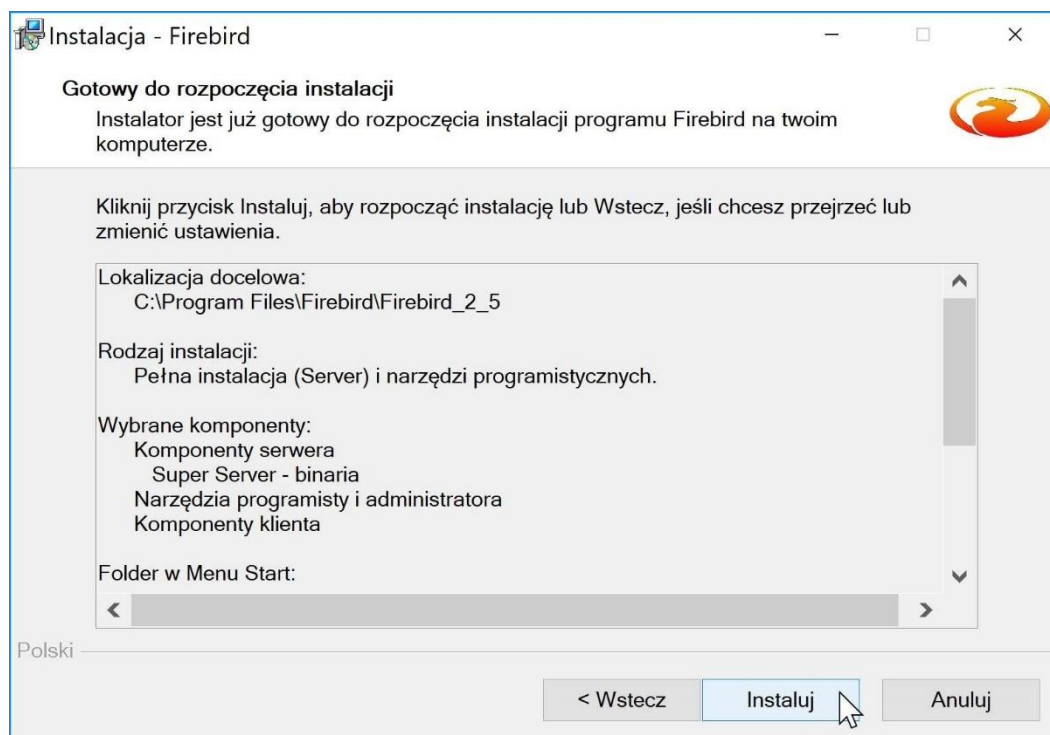 Instalacja - Firebird
Gotowy do rozpoczęcia instalacji
Instalator jest już gotowy do rozpoczęcia instalacji programu Firebird na twoim
komputerze.
Kliknij przycisk Instaluj, aby rozpocząć instalację lub Wstecz, jeśli chcesz przejrzeć lub
zmienić ustawienia.
Lokalizacja docelowa:
C:\Program Files\Firebird\Firebird_2_5
Rodzaj instalacji:
Pełna instalacja (Server) i narzędzi programistycznych.
Wybrane komponenty:
Komponenty serwera
Super Server - binaria
Narzędzia programisty i administratora
Komponenty klienta
Folder w Menu Start:
Polski
< Wstecz
Instaluj
Anuluj